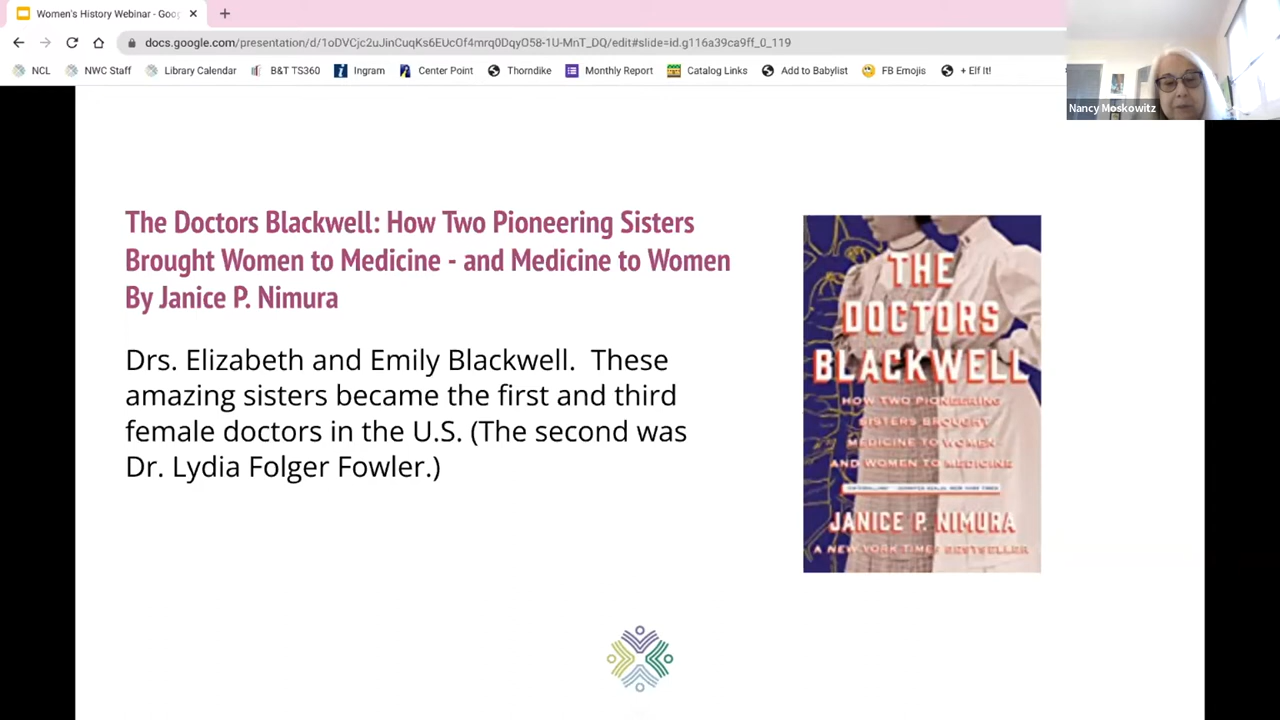 Women's History Webinar - Goo
docs.google.com/presentation/d/1oDVCjc2uJinCuqKs6EUcOf4mrq0DqyO58-1U-MnT_DQ/edit#slide=id.g116a39ca9ff_0_119
NCL NWC Staff Library Calendar B&T TS360 Ingram Center Point Thorndike Monthly Report Catalog Links Add to Babylist FB Emojis + Elf It!
Nancy Moskowitz
The Doctors Blackwell: How Two Pioneering Sisters
Brought Women to Medicine - and Medicine to Women
By Janice P. Nimura
Drs. Elizabeth and Emily Blackwell. These
amazing sisters became the first and third
female doctors in the U.S. (The second was
Dr. Lydia Folger Fowler.)
THE
DOCTORS
BLACKWELL
HOW TWO PIONEERING
SISTERS BROUGHT
MEDICINE TO WOMEN
AND WOMEN TO MEDICINE
JANICE P. NIMURA
A NEW YORK TIMES BESTSELLER